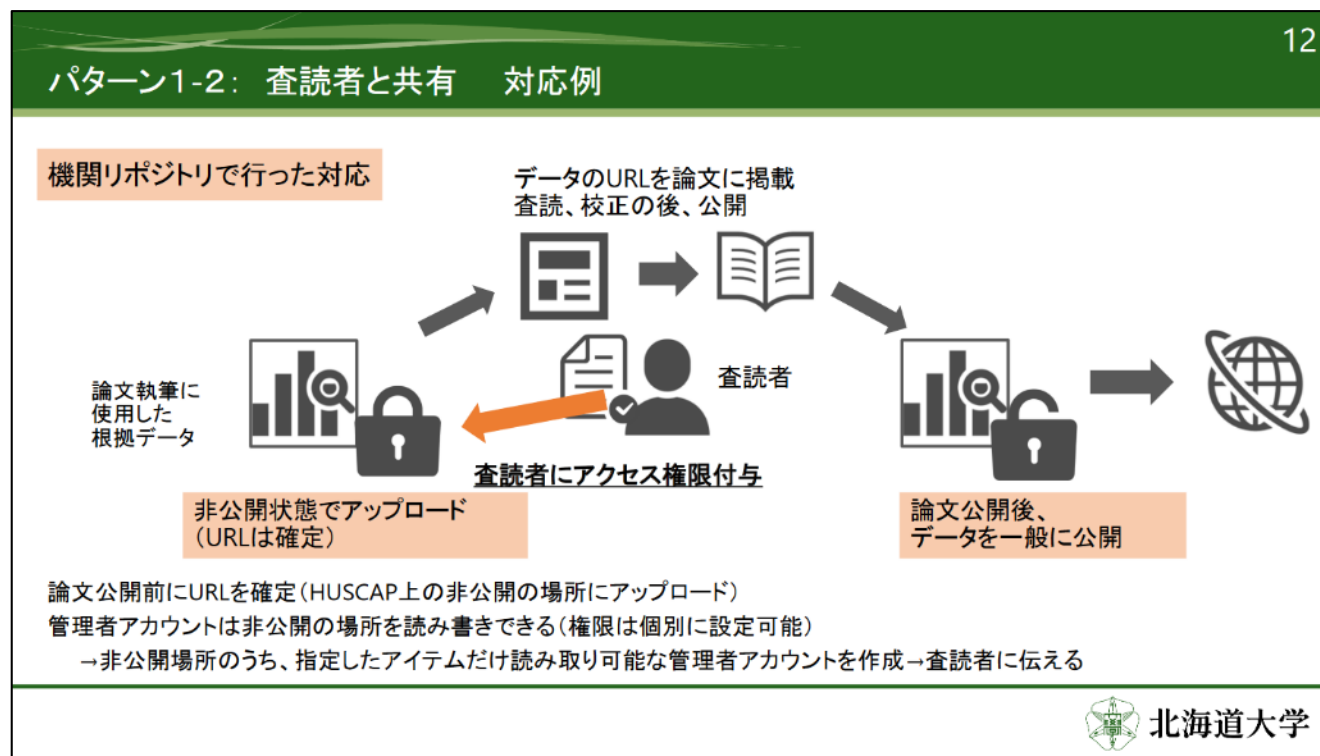 12
パターン1-2: 査読者と共有　対応例
機関リポジトリで行った対応
データのURLを論文に掲載
査読、校正の後、公開
論文執筆に
使用した
根拠データ
査読者
査読者にアクセス権限付与
非公開状態でアップロード
(URLは確定)
論文公開後、
データを一般に公開
論文公開前にURLを確定(HUSCAP上の非公開の場所にアップロード)
管理者アカウントは非公開の場所を読み書きできる(権限は個別に設定可能)
→非公開場所のうち、指定したアイテムだけ読み取り可能な管理者アカウントを作成→査読者に伝える
北海道大学